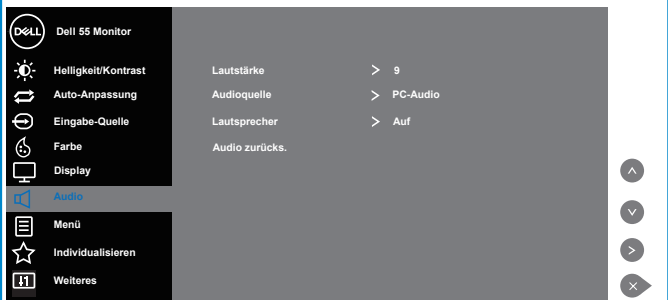 DELL
Dell 55 Monitor
Helligkeit/Kontrast
Auto-Anpassung
Eingabe-Quelle
Farbe
Display
Audio
Menü
Individualisieren
Weiteres
Lautstärke > 9
Audioquelle > PC-Audio
Lautsprecher > Auf
Audio zurücks.